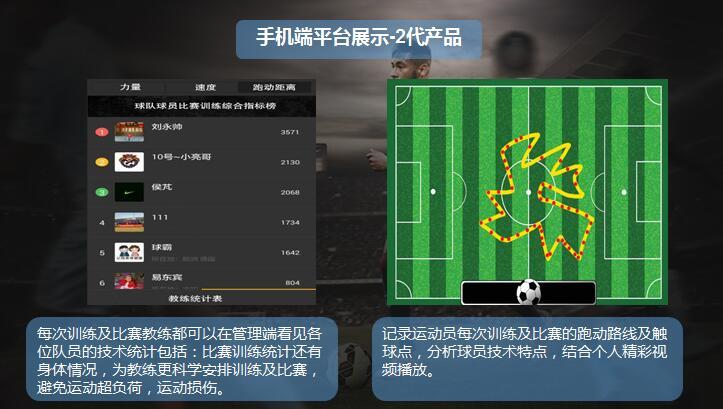 手机端平台展示-2代产品
力量 速度 跑动距离
球队球员比赛训练综合指标榜
1 刘永帅 3571
2 10号~小亮哥 2130
3 侯芃 2068
4 111 1734
5 球霸 1642
6 易东宾 804
教练统计表
每次训练及比赛教练都可以在管理端看见各
位队员的技术统计包括：比赛训练统计还有
身体情况，为教练更科学安排训练及比赛，
避免运动超负荷，运动损伤。
记录运动员每次训练及比赛的跑动路线及触
球点，分析球员技术特点，结合个人精彩视
频播放。